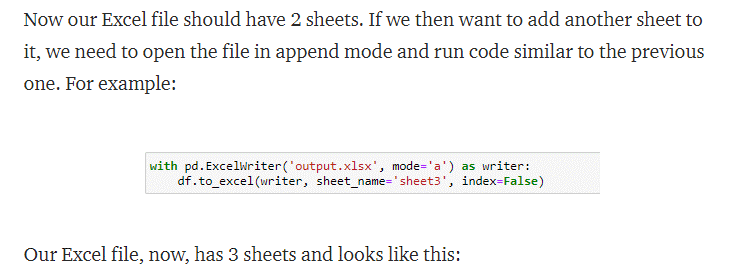 Now our Excel file should have 2 sheets. If we then want to add another sheet to
it, we need to open the file in append mode and run code similar to the previous
one. For example:
with pd.ExcelWriter('output.xlsx', mode='a') as writer:
    df.to_excel(writer, sheet_name='sheet3', index=False)
Our Excel file, now, has 3 sheets and looks like this: